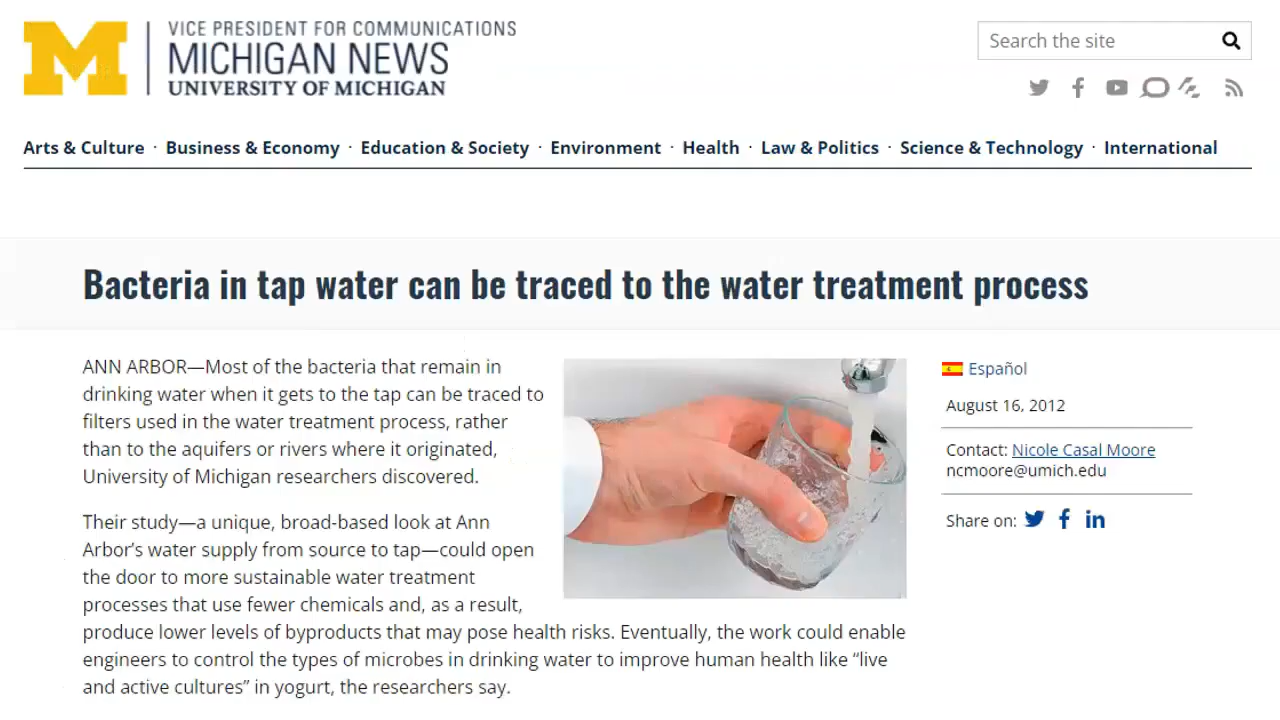 VICE PRESIDENT FOR COMMUNICATIONS
MICHIGAN NEWS
UNIVERSITY OF MICHIGAN
Search the site
Arts & Culture · Business & Economy · Education & Society · Environment · Health · Law & Politics · Science & Technology · International
Bacteria in tap water can be traced to the water treatment process
ANN ARBOR—Most of the bacteria that remain in
drinking water when it gets to the tap can be traced to
filters used in the water treatment process, rather
than to the aquifers or rivers where it originated,
University of Michigan researchers discovered.
Their study—a unique, broad-based look at Ann
Arbor’s water supply from source to tap—could open
the door to more sustainable water treatment
processes that use fewer chemicals and, as a result,
produce lower levels of byproducts that may pose health risks. Eventually, the work could enable
engineers to control the types of microbes in drinking water to improve human health like “live
and active cultures” in yogurt, the researchers say.
Español
August 16, 2012
Contact: Nicole Casal Moore
ncmoore@umich.edu
Share on: